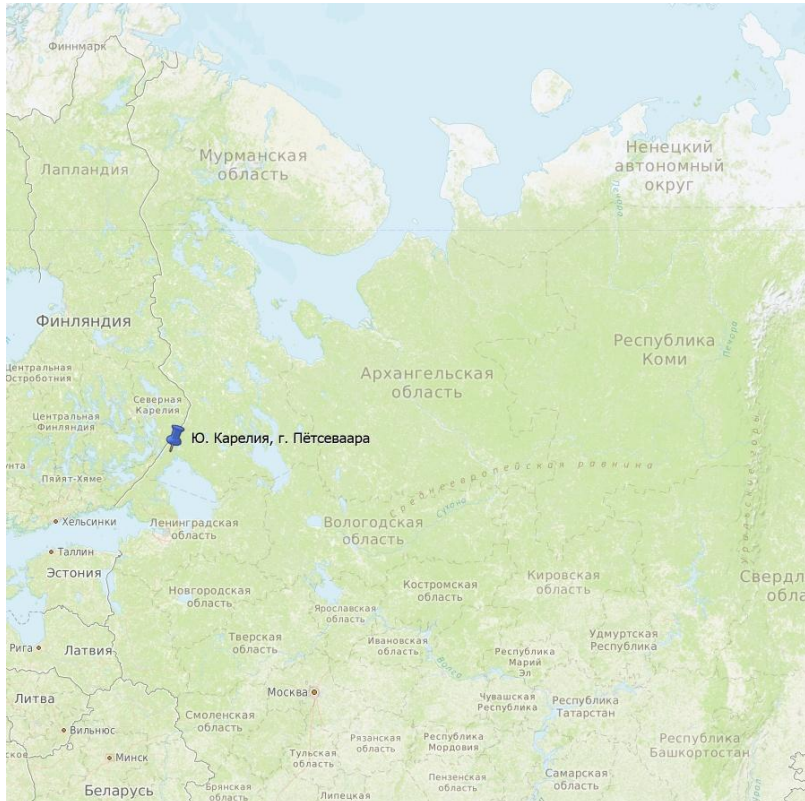 Финнмарк
Мурманская
область
Ненецкий
автономный
округ
Лапландия
Печора
Финляндия
Республика
Коми
Печора
Центральная
Остроботния
Архангельская
область
Северная
Карелия
Центральная
Финляндия
Ю. Карелия, г. Пётсеваара
Пяйят-Хяме
Среднеевропейская равнина
Сухона
Уральские горы
Хельсинки
Ленинградская
область
Вологодская
область
Таллин
Эстония
Новгородская
область
Костромская
область
Кировская
область
Свердл
обла
Ярославская
область
Тверская
область
Ивановская
область
Удмуртская
Республика
Рига
Латвия
Волга
Республика
Марий
Эл
Москва
Чувашская
Республика
Республика
Татарстан
Литва
Смоленская
область
Вильнюс
Рязанская
область
Республика
Мордовия
Республика
Башкортостан
Минск
Тульская
область
Пензенская
область
Самарская
область
Беларусь
Брянская
область
Липецкая